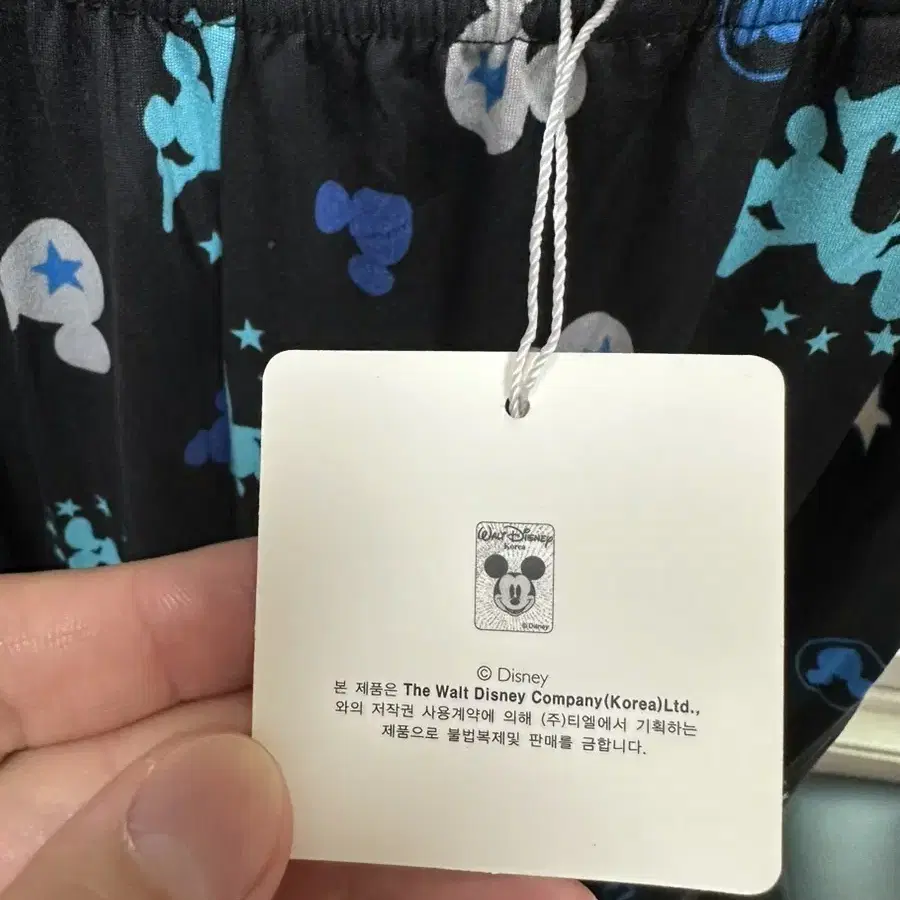 WALT DISNEY
Korea
© Disney
© Disney
본 제품은 The Walt Disney Company(Korea)Ltd.,
와의 저작권 사용계약에 의해 (주)티엘에서 기획하는
제품으로 불법복제및 판매를 금합니다.